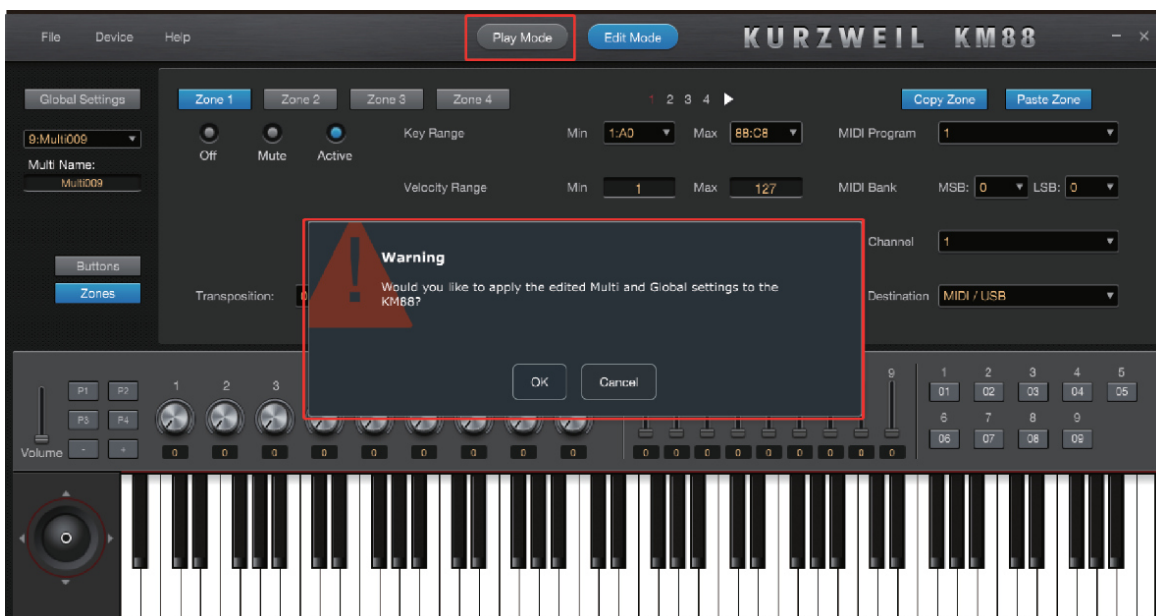 File Device Help Play Mode Edit Mode KURZWEIL KM88
Global Settings Zone 1 Zone 2 Zone 3 Zone 4 1 2 3 4 Copy Zone Paste Zone
9:Multi009 Off Mute Active Key Range Min 1:A0 Max 88:C8 MIDI Program 1
Multi Name:
Multi009 Velocity Range Min 1 Max 127 MIDI Bank MSB: 0 LSB: 0
Warning
Would you like to apply the edited Multi and Global settings to the
KM88?
OK Cancel
Channel 1
Buttons
Zones Transposition: Destination MIDI / USB
Volume P1 P2
P3 P4
- +
1 2 3
0 0 0 0 0 0 0 0 0
9
0 0 0 0 0 0 0 0 0
1 2 3 4 5
01 02 03 04 05
6 7 8 9
06 07 08 09